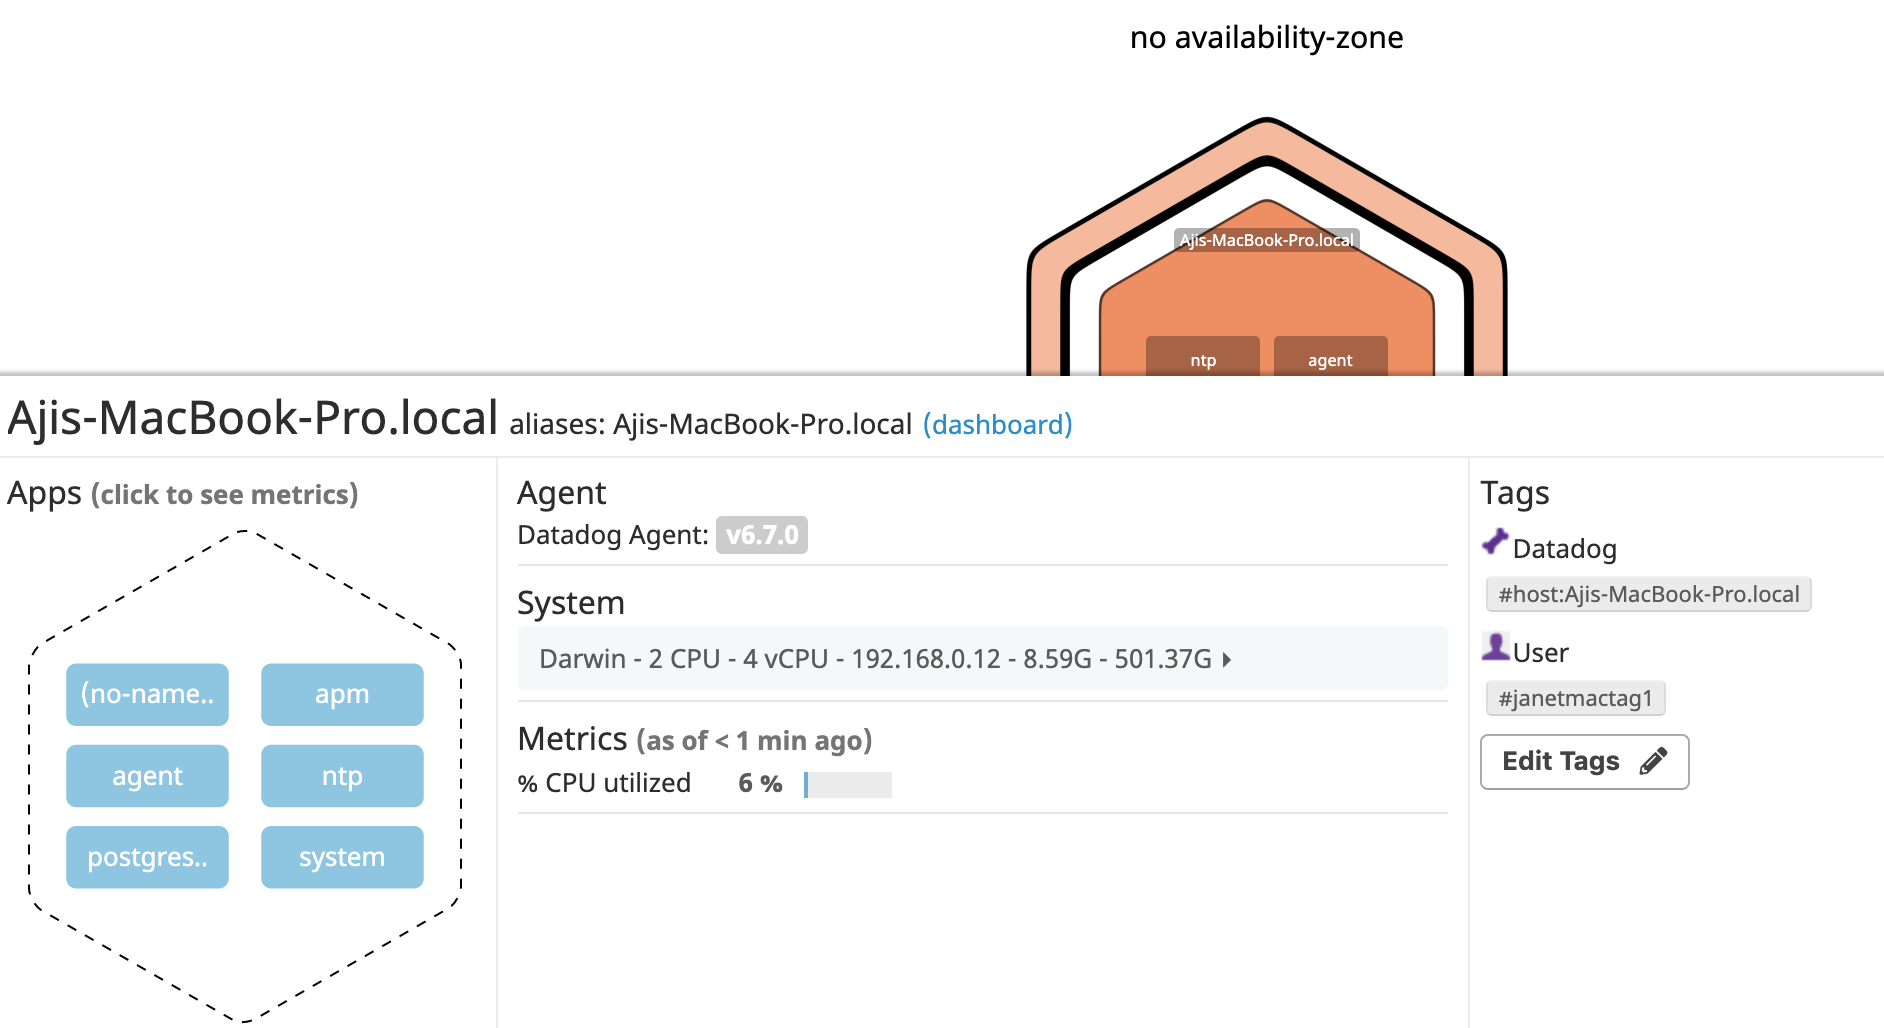 no availability-zone
Ajis-MacBook-Pro.local
ntp
agent
Ajis-MacBook-Pro.local aliases: Ajis-MacBook-Pro.local (dashboard)
Apps (click to see metrics)
(no-name..
apm
agent
ntp
postgres..
system
Agent
Datadog Agent: v6.7.0
System
Darwin - 2 CPU - 4 vCPU - 192.168.0.12 - 8.59G - 501.37G
Metrics (as of < 1 min ago)
% CPU utilized 6 %
Tags
Datadog
#host:Ajis-MacBook-Pro.local
User
#janetmactag1
Edit Tags